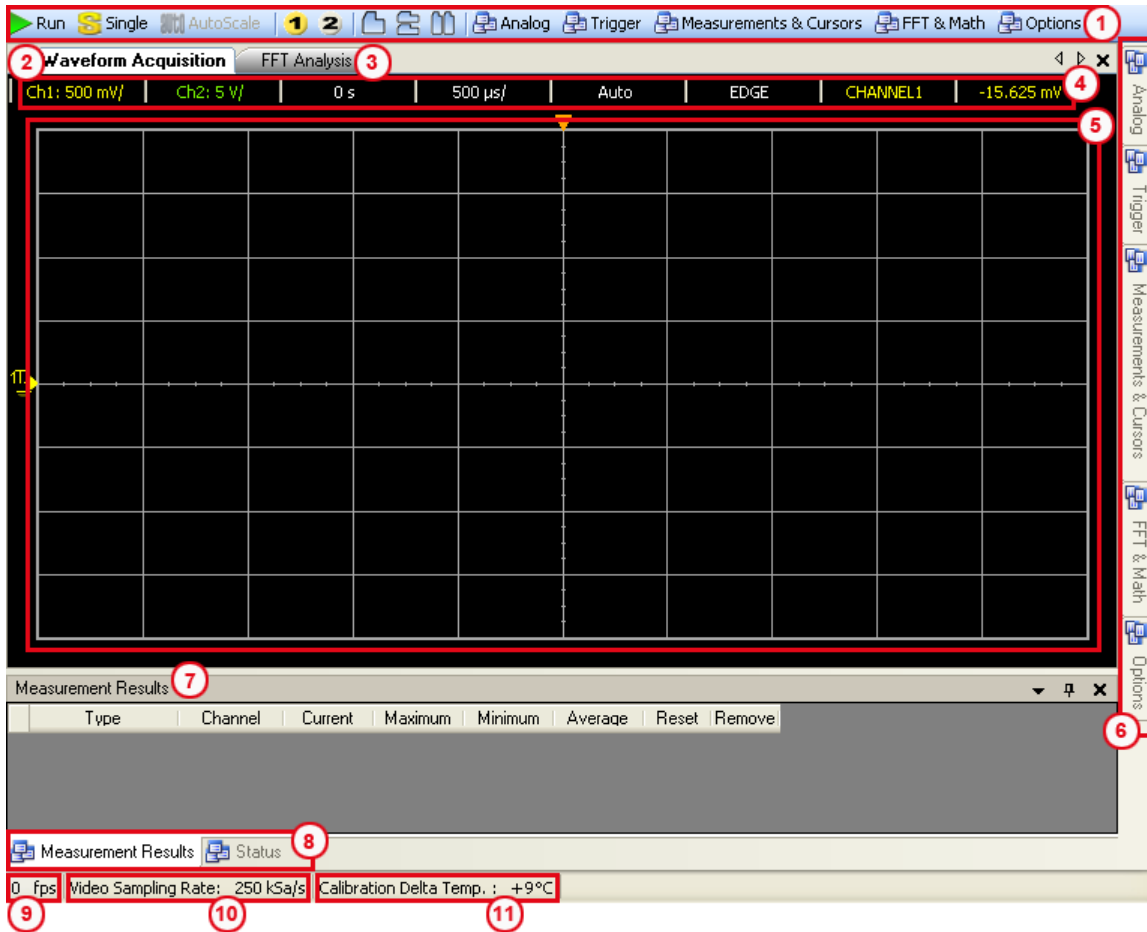 Run Single AutoScale 1 2 Analog Trigger Measurements & Cursors FFT & Math Options 1
2 Waveform Acquisition FFT Analysis 3
Ch1: 500 mV/ Ch2: 5 V/ 0 s 500 µs/ Auto EDGE CHANNEL1 -15.625 mV 4
5
1T
Analog
Trigger
Measurements & Cursors
FFT & Math
Options
6
Measurement Results 7
Type Channel Current Maximum Minimum Average Reset Remove
Measurement Results Status 8
0 fps Video Sampling Rate: 250 kSa/s Calibration Delta Temp. : +9°C
9 10 11